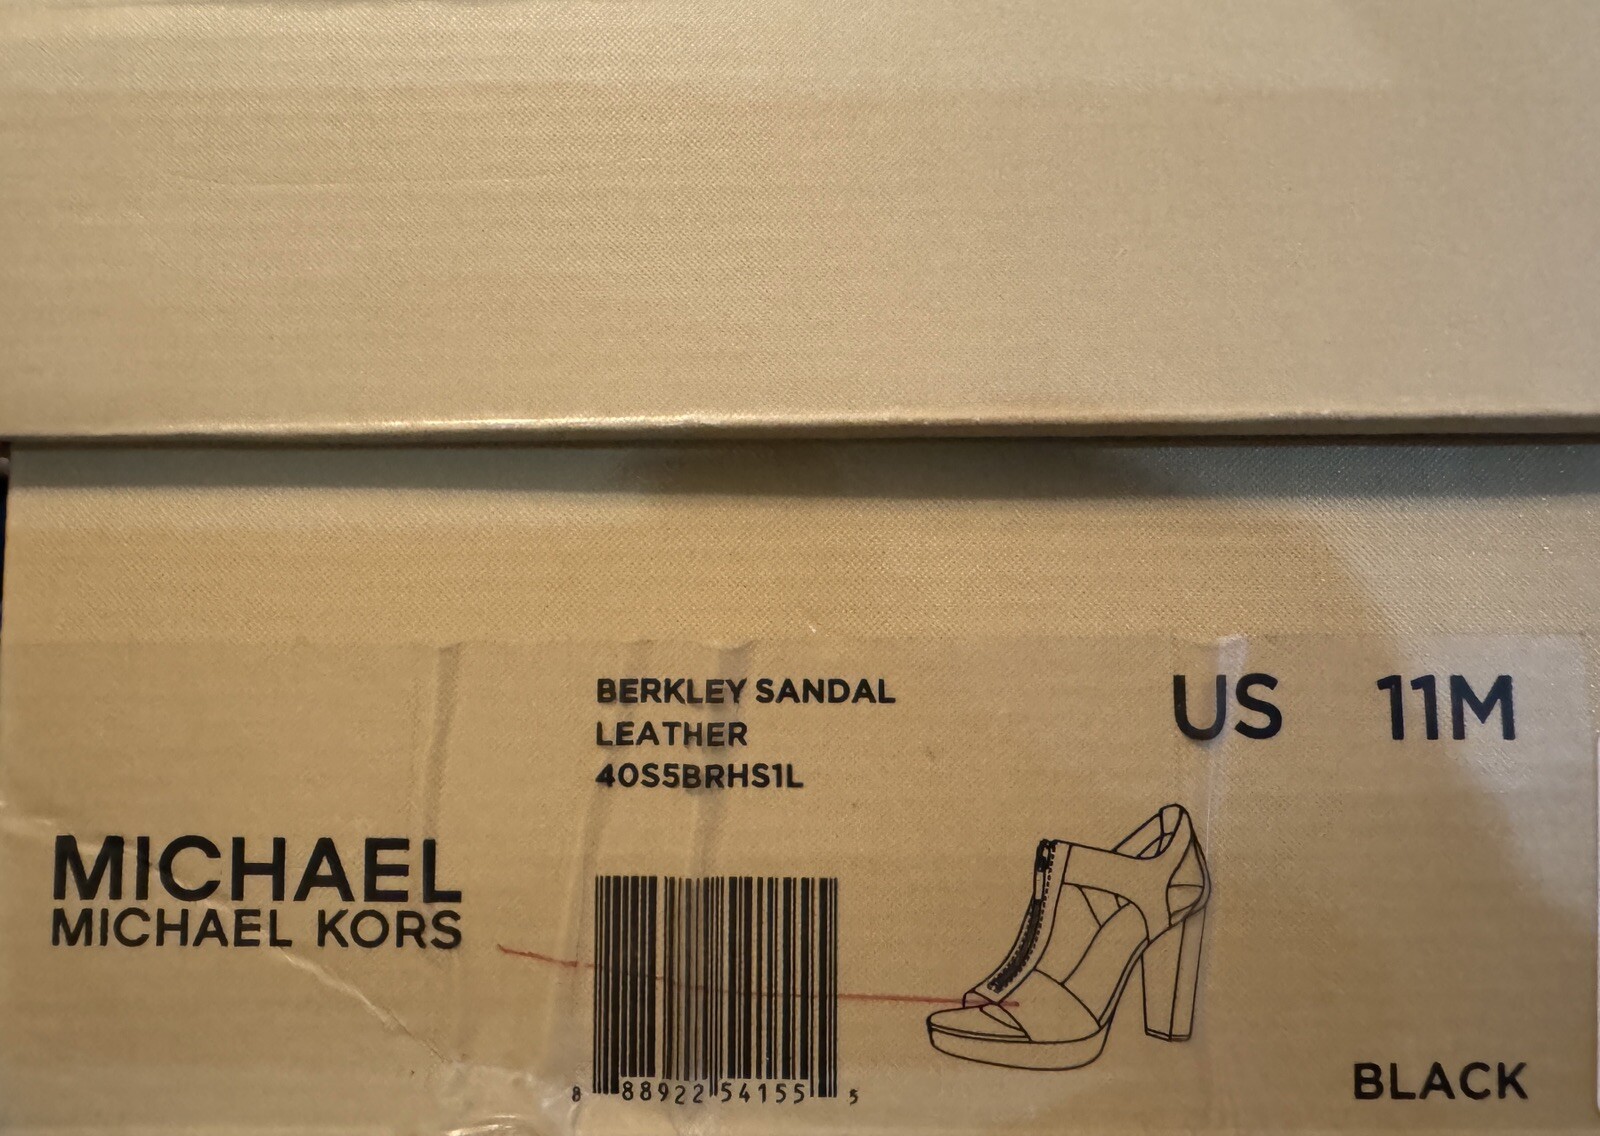 BERKLEY SANDAL
LEATHER
40S5BRHS1L
US 11M
MICHAEL
MICHAEL KORS
8 88922 54155 5
BLACK